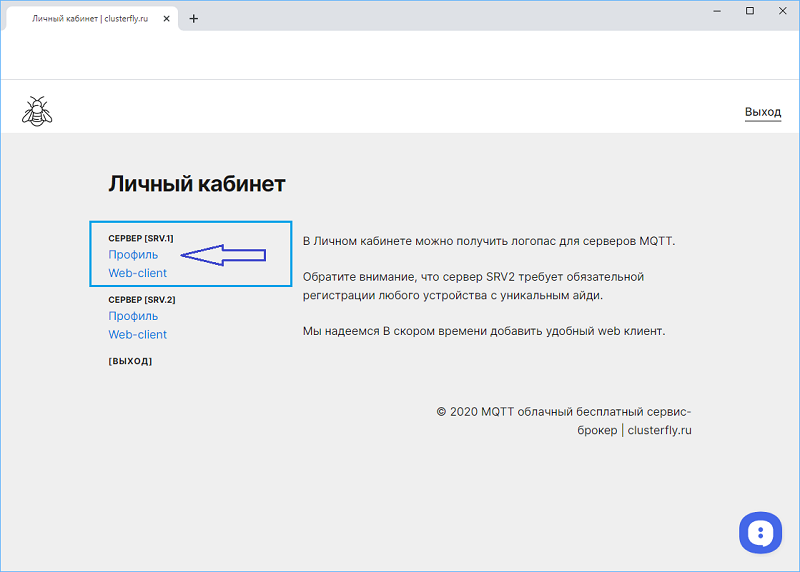 Личный кабинет | clusterfly.ru
Выход
Личный кабинет
СЕРВЕР [SRV.1]
Профиль
Web-client
СЕРВЕР [SRV.2]
Профиль
Web-client
[ВЫХОД]
В Личном кабинете можно получить логопас для серверов MQTT.
Обратите внимание, что сервер SRV2 требует обязательной
регистрации любого устройства с уникальным айди.
Мы надеемся В скором времени добавить удобный web клиент.
© 2020 MQTT облачный бесплатный сервис-
брокер | clusterfly.ru